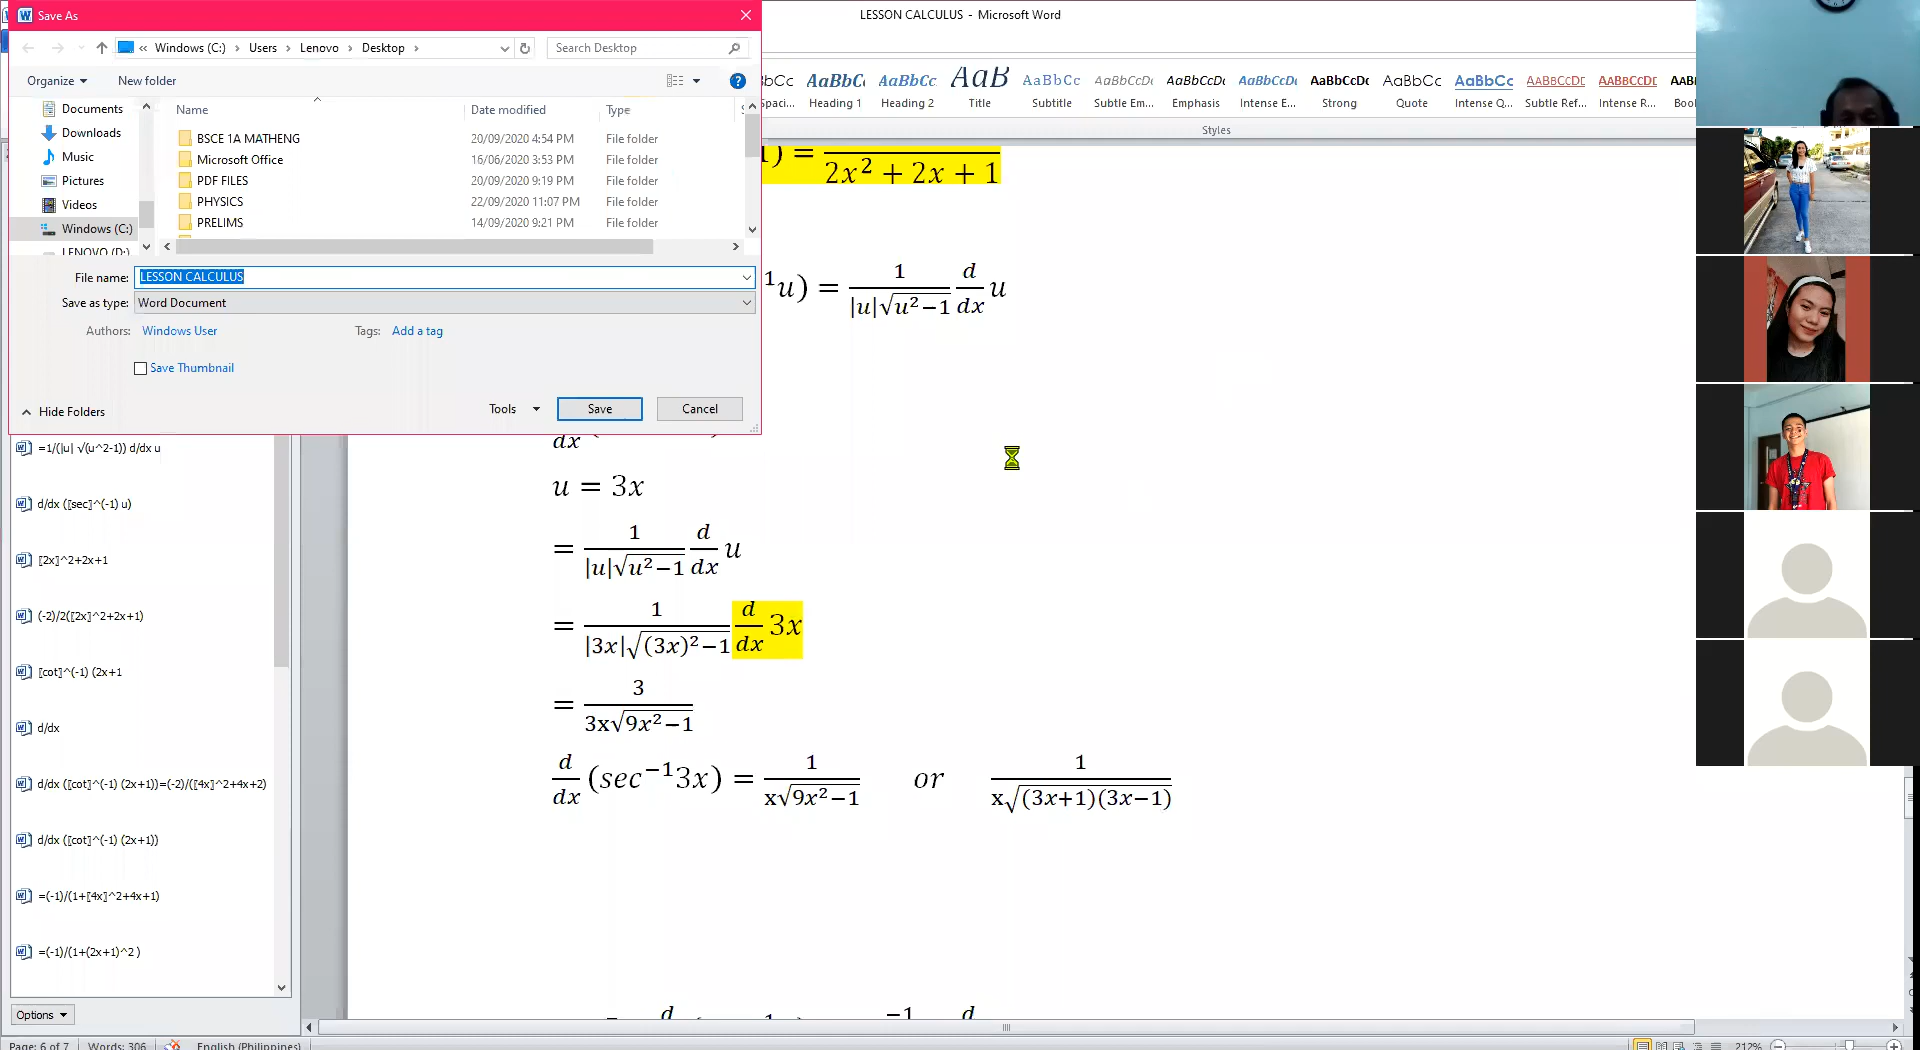 Save As
LESSON CALCULUS - Microsoft Word
« Windows (C:) › Users › Lenovo › Desktop ›
Search Desktop
Organize
New folder
Name
Date modified
Type
Documents
Downloads
Music
Pictures
Videos
Windows (C:)
LENOVO (D:)
BSCE 1A MATHENG 20/09/2020 4:54 PM File folder
Microsoft Office 16/06/2020 3:53 PM File folder
PDF FILES 20/09/2020 9:19 PM File folder
PHYSICS 22/09/2020 11:07 PM File folder
PRELIMS 14/09/2020 9:21 PM File folder
File name: LESSON CALCULUS
Save as type: Word Document
Authors: Windows User
Tags: Add a tag
Save Thumbnail
Hide Folders
Tools
Save
Cancel
AaBbCc AaBbCc AaB AaBbCc AaBbCcDc AaBbCcDc AaBbCcDc AaBbCcDc AaBbCcDc AaBbCc AaBbCcDc AaBbCcDc
Heading 1 Heading 2 Title Subtitle Subtle Em... Emphasis Intense E... Strong Quote Intense Q... Subtle Ref... Intense R...
Styles
1) =
2x² + 2x + 1
¹u) = 1/(|u|√(u²−1)) d/dx u
dx
u = 3x
= 1/(|u|√(u²−1)) d/dx u
= 1/(|3x|√((3x)²−1)) d/dx 3x
= 3/(3x√(9x²−1))
d/dx (sec⁻¹3x) = 1/(x√(9x²−1)) or 1/(x√((3x+1)(3x−1)))
=1/(|u| √(u^2-1)) d/dx u
d/dx (〖sec〗^(-1) u)
〖2x〗^2+2x+1
(-2)/2(〖2x〗^2+2x+1)
〖cot〗^(-1) (2x+1
d/dx
d/dx (〖cot〗^(-1) (2x+1))=(-2)/(〖4x〗^2+4x+2)
d/dx (〖cot〗^(-1) (2x+1))
=(-1)/(1+〖4x〗^2+4x+1)
=(-1)/(1+(2x+1)^2 )
Options
Page: 6 of 7 Words: 306 English (Philippines)
212%